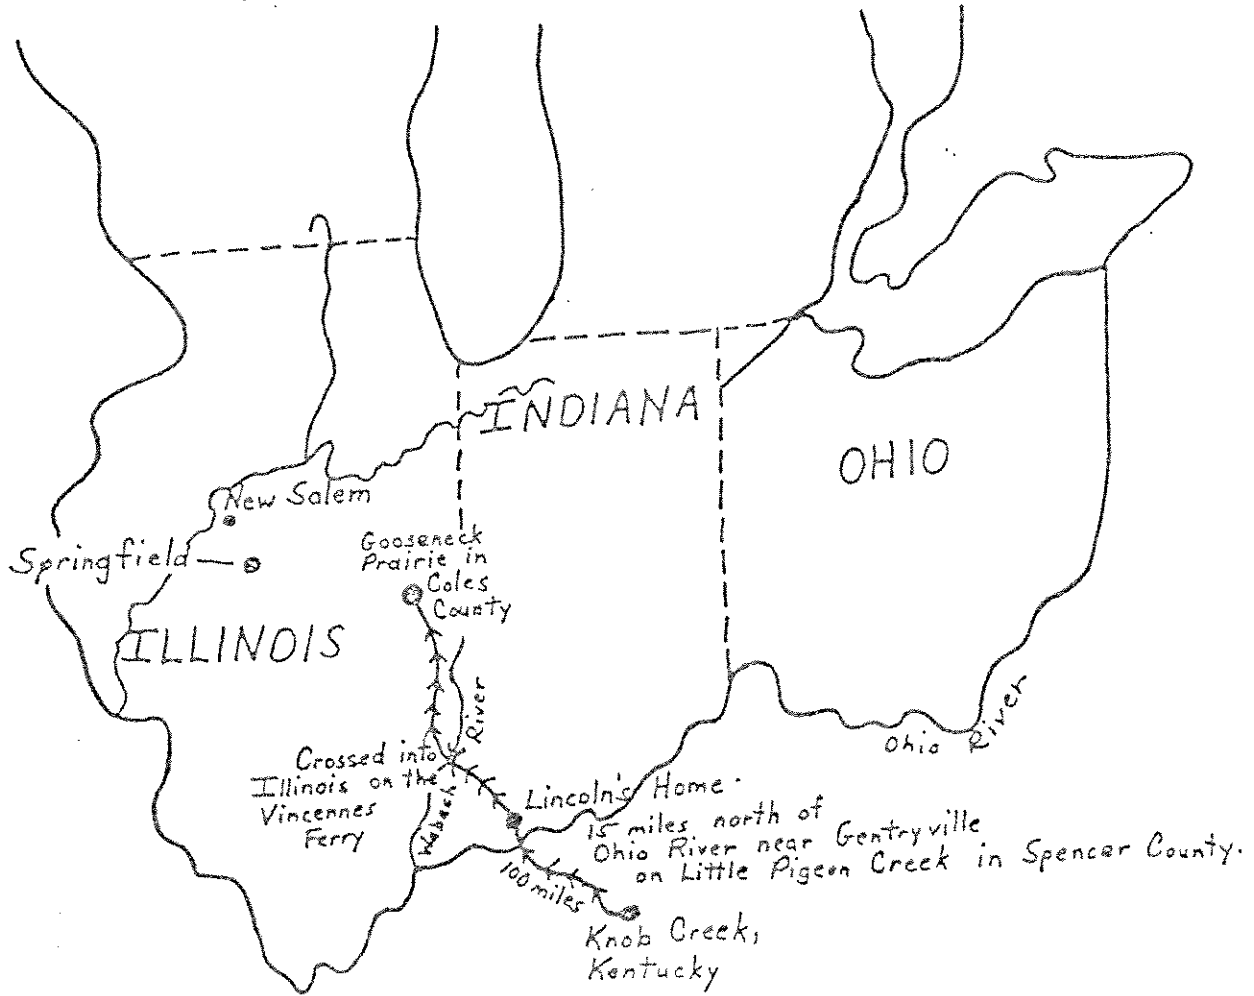 INDIANA
OHIO
New Salem
Springfield
Gooseneck
Prairie in
Coles
County
ILLINOIS
River
Ohio River
Crossed into
Illinois on the
Vincennes
Ferry
Wabash
Lincoln's Home
15 miles north of
Ohio River near Gentryville
on Little Pigeon Creek in Spencer County.
100 miles
Knob Creek,
Kentucky